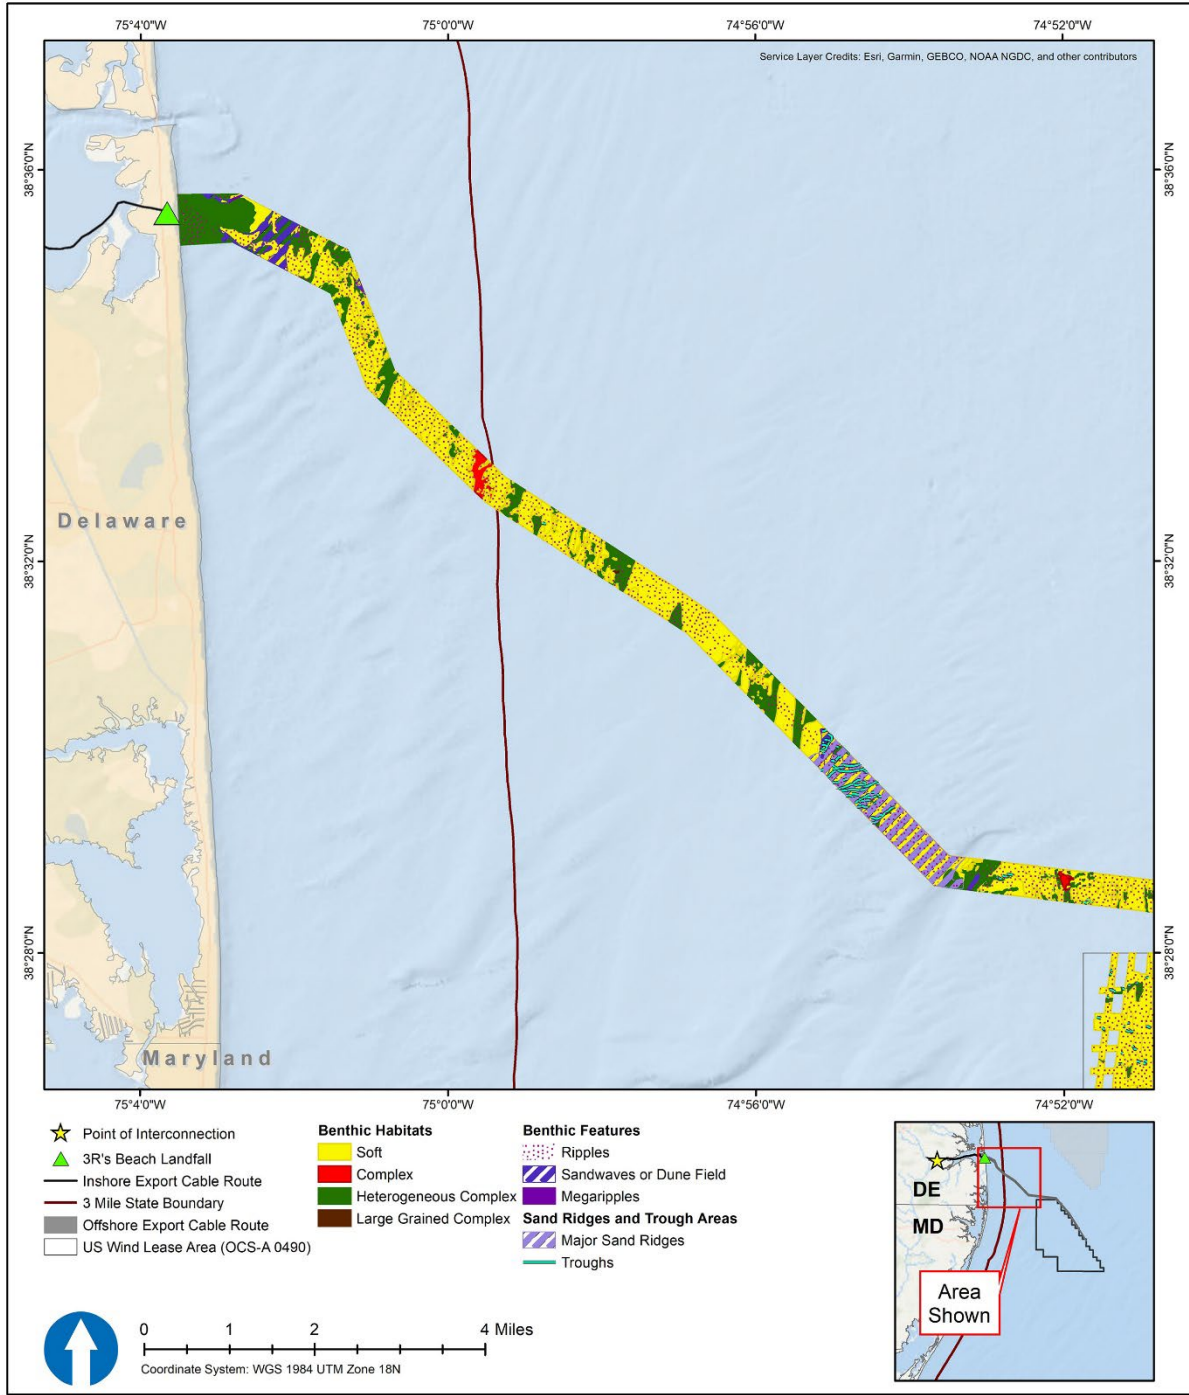 75°4'0"W 75°0'0"W 74°56'0"W 74°52'0"W
Service Layer Credits: Esri, Garmin, GEBCO, NOAA NGDC, and other contributors
38°36'0"N 38°36'0"N
Delaware
38°32'0"N 38°32'0"N
38°28'0"N 38°28'0"N
Maryland
75°4'0"W 75°0'0"W 74°56'0"W 74°52'0"W
Point of Interconnection
3R's Beach Landfall
Inshore Export Cable Route
3 Mile State Boundary
Offshore Export Cable Route
US Wind Lease Area (OCS-A 0490)
Benthic Habitats
Soft
Complex
Heterogeneous Complex
Large Grained Complex
Benthic Features
Ripples
Sandwaves or Dune Field
Megaripples
Sand Ridges and Trough Areas
Major Sand Ridges
Troughs
DE
MD
Area
Shown
0 1 2 4 Miles
Coordinate System: WGS 1984 UTM Zone 18N